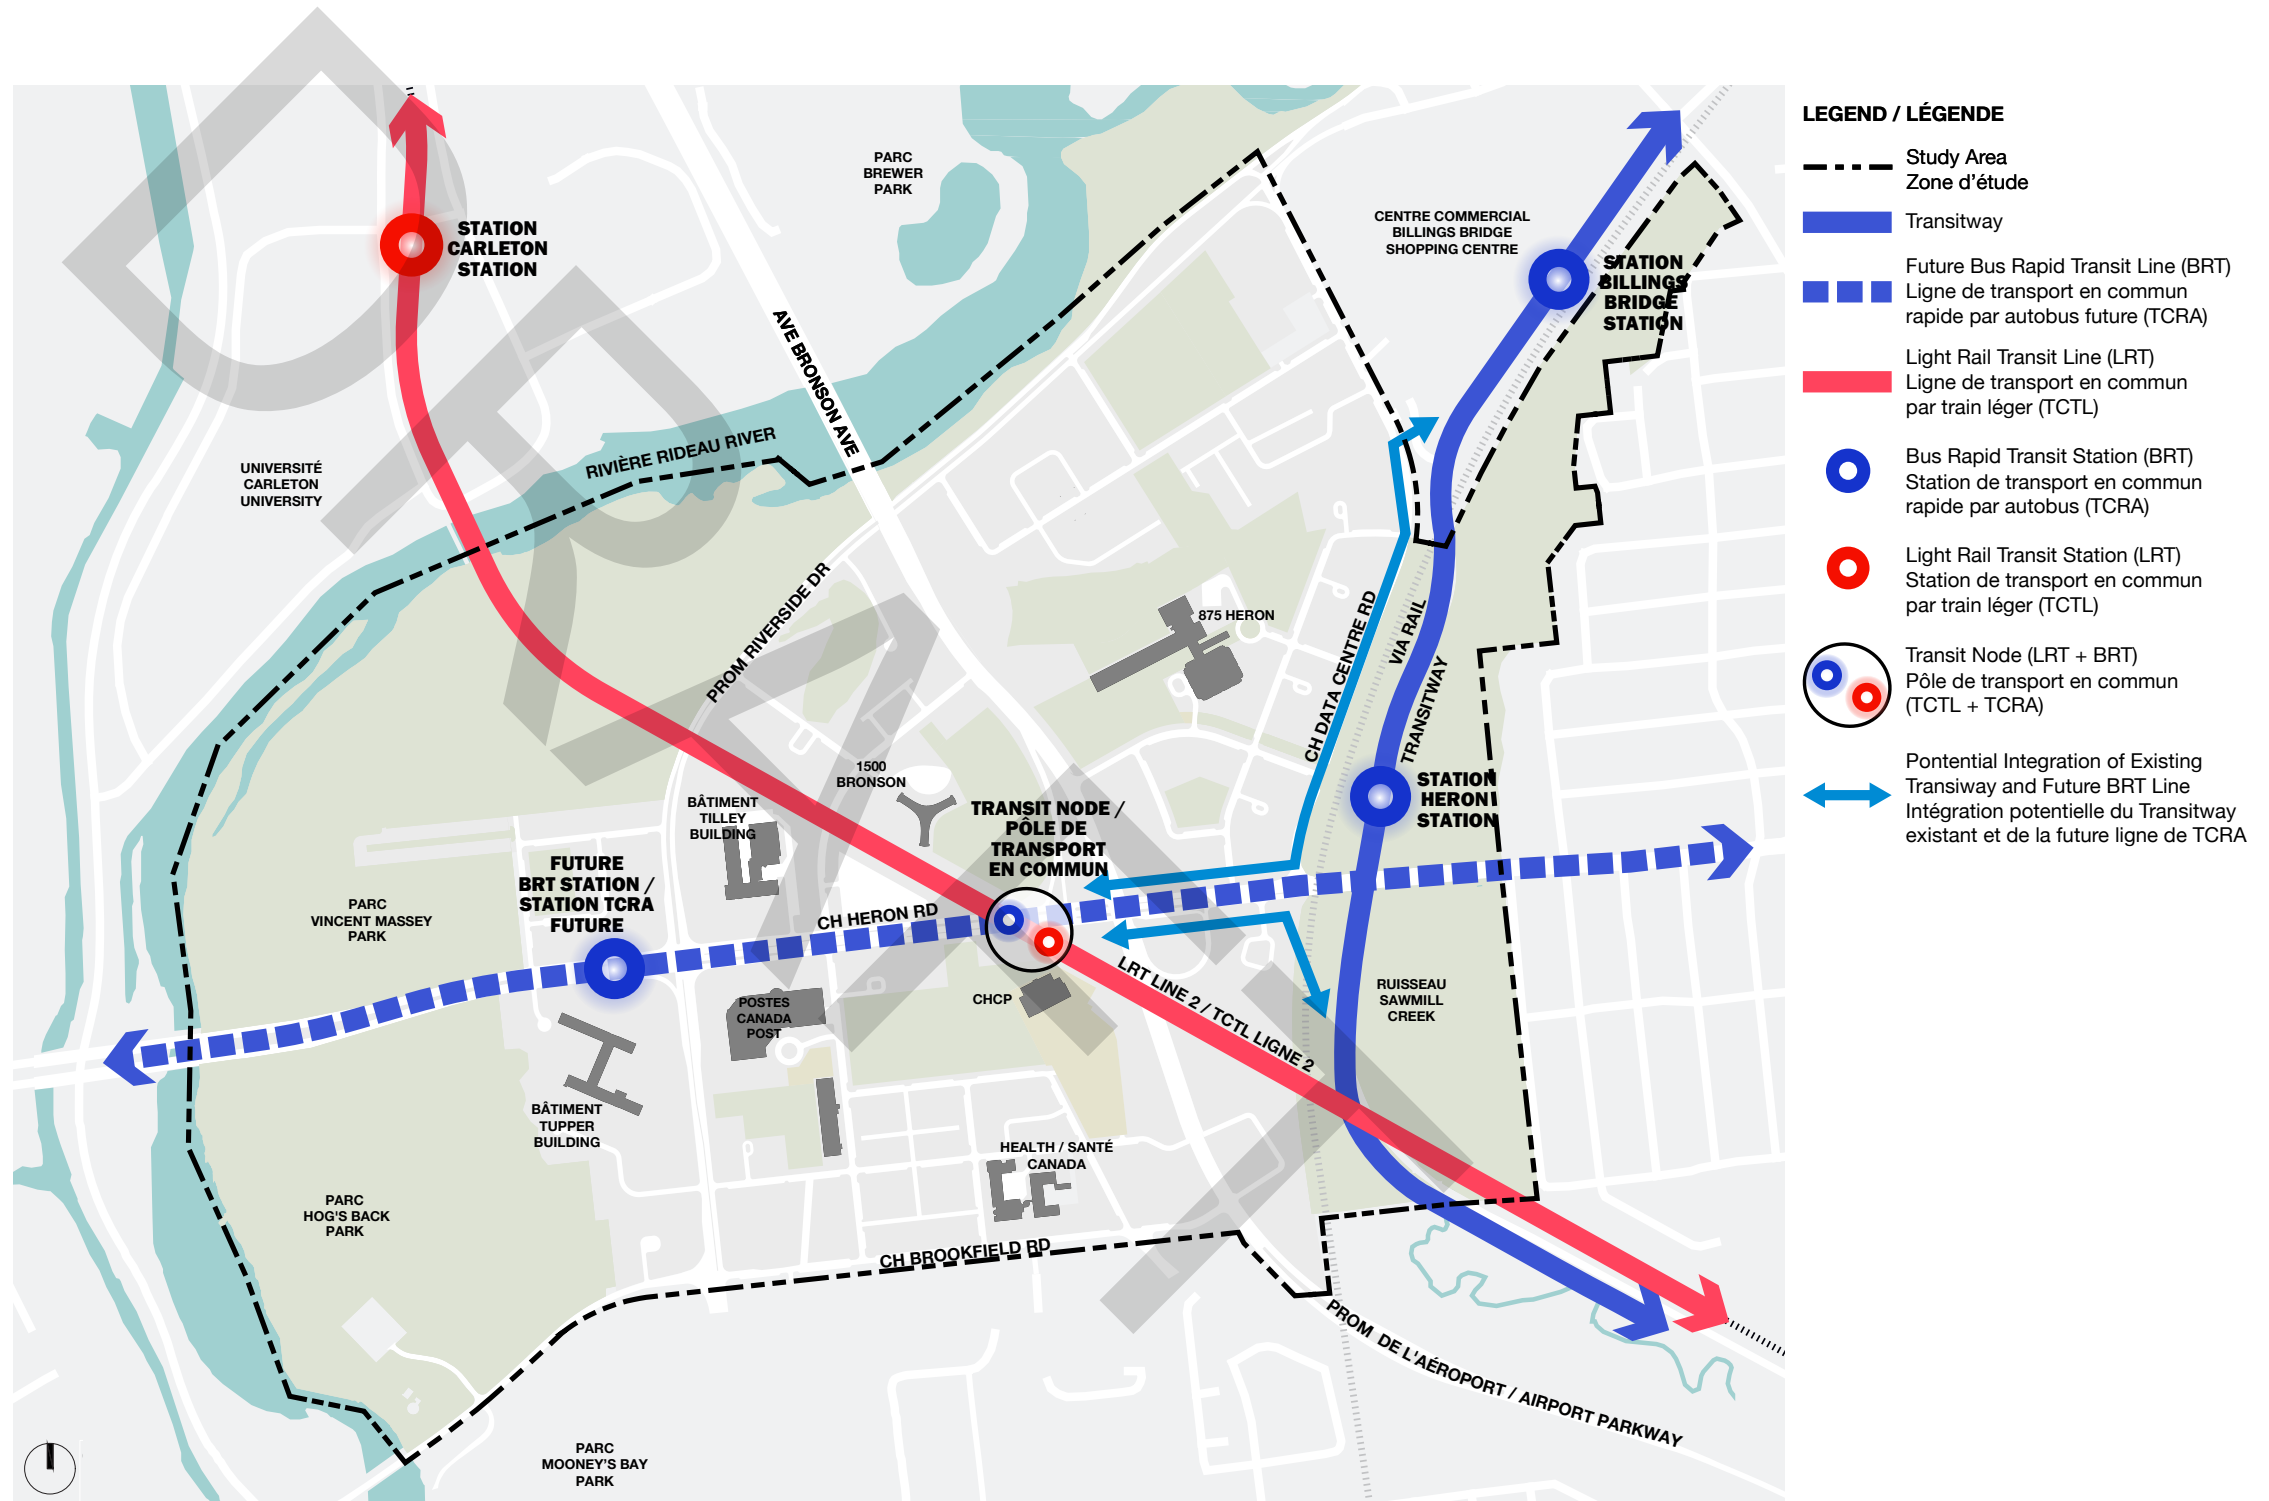 LEGEND / LÉGENDE
Study Area
Zone d’étude
Transitway
Future Bus Rapid Transit Line (BRT)
Ligne de transport en commun
rapide par autobus future (TCRA)
Light Rail Transit Line (LRT)
Ligne de transport en commun
par train léger (TCTL)
Bus Rapid Transit Station (BRT)
Station de transport en commun
rapide par autobus (TCRA)
Light Rail Transit Station (LRT)
Station de transport en commun
par train léger (TCTL)
Transit Node (LRT + BRT)
Pôle de transport en commun
(TCTL + TCRA)
Pontential Integration of Existing
Transiway and Future BRT Line
Intégration potentielle du Transitway
existant et de la future ligne de TCRA
PARC
BREWER
PARK
STATION
CARLETON
STATION
CENTRE COMMERCIAL
BILLINGS BRIDGE
SHOPPING CENTRE
STATION
BILLINGS
BRIDGE
STATION
AVE BRONSON AVE
RIVIÈRE RIDEAU RIVER
UNIVERSITÉ
CARLETON
UNIVERSITY
PROM RIVERSIDE DR
875 HERON
CH DATA CENTRE RD
VIA RAIL
TRANSITWAY
1500
BRONSON
BÂTIMENT
TILLEY
BUILDING
TRANSIT NODE /
PÔLE DE
TRANSPORT
EN COMMUN
STATION
HERON
STATION
FUTURE
BRT STATION /
STATION TCRA
FUTURE
PARC
VINCENT MASSEY
PARK
CH HERON RD
LRT LINE 2 / TCTL LIGNE 2
CHCP
POSTES
CANADA
POST
RUISSEAU
SAWMILL
CREEK
BÂTIMENT
TUPPER
BUILDING
HEALTH / SANTÉ
CANADA
PARC
HOG'S BACK
PARK
CH BROOKFIELD RD
PROM DE L'AÉROPORT / AIRPORT PARKWAY
PARC
MOONEY'S BAY
PARK
DRAFT